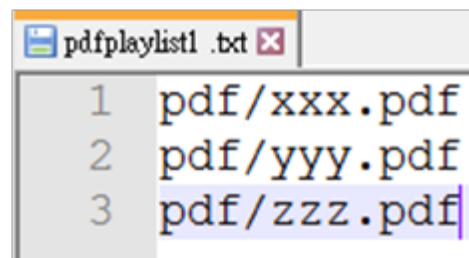 pdfplaylist1 .txt
1 pdf/xxx.pdf
2 pdf/yyy.pdf
3 pdf/zzz.pdf